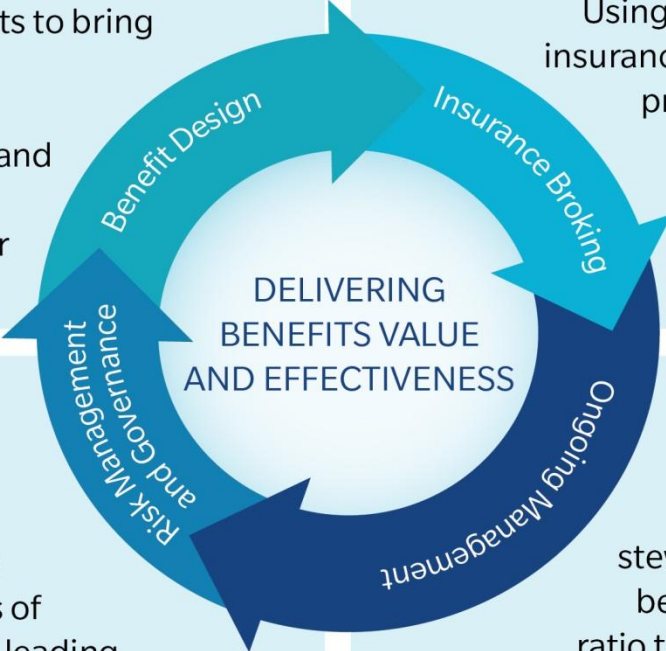 ts to bring
and
r
Using
insuranc
pr
Benefit Design
Insurance Broking
DELIVERING
BENEFITS VALUE
AND EFFECTIVENESS
Risk Management
and Governance
Ongoing Management
s of
leading
stew
be
ratio t